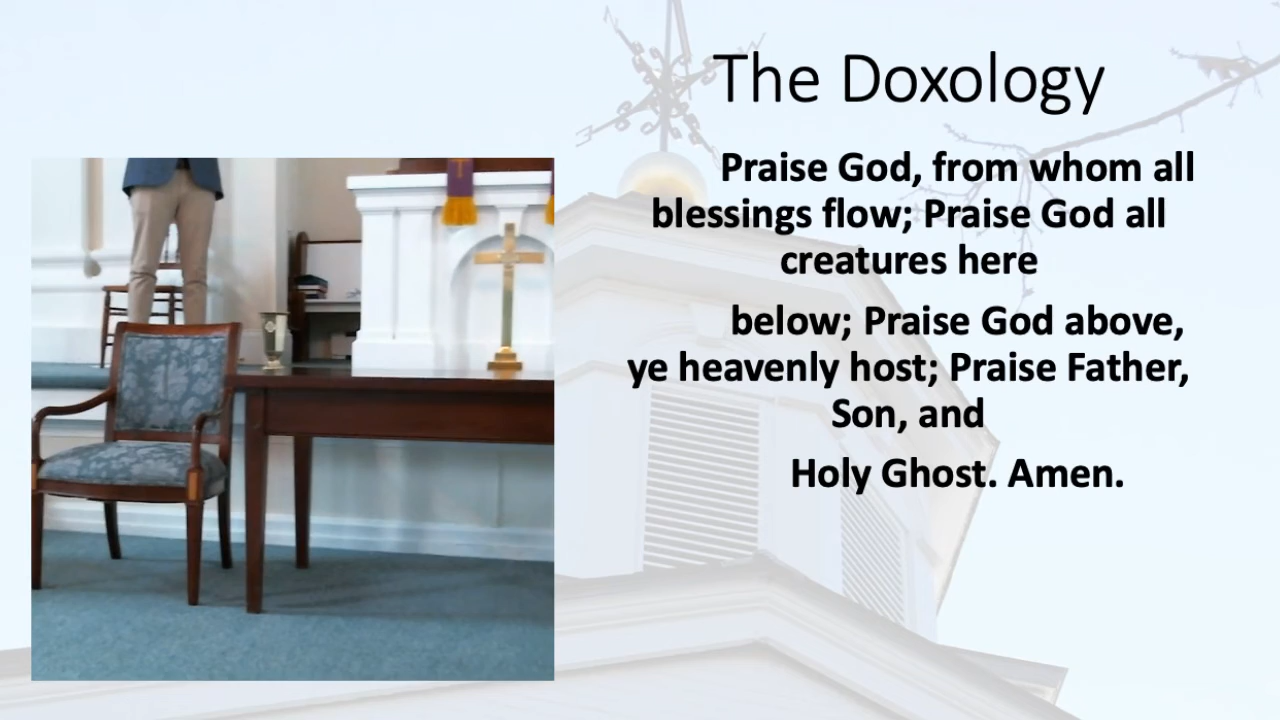 The Doxology
Praise God, from whom all
blessings flow; Praise God all
creatures here
below; Praise God above,
ye heavenly host; Praise Father,
Son, and
Holy Ghost. Amen.